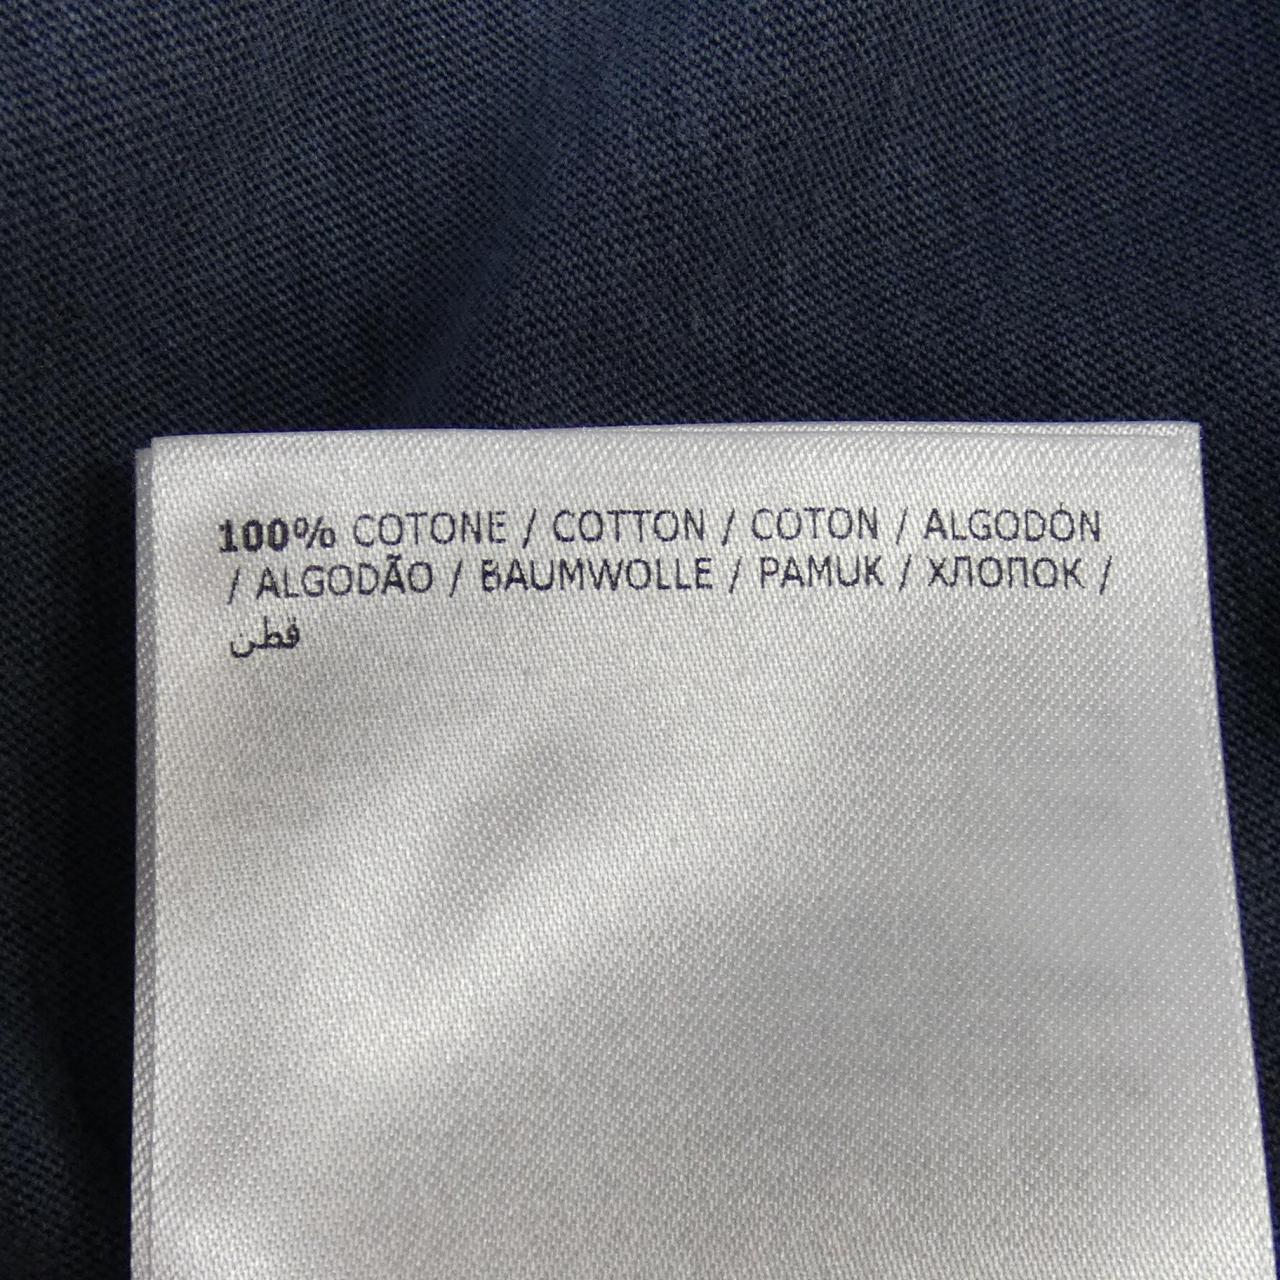 100% COTONE / COTTON / COTON / ALGODÓN
/ ALGODÃO / BAUMWOLLE / PAMUK / ХЛОПОК /
قطن